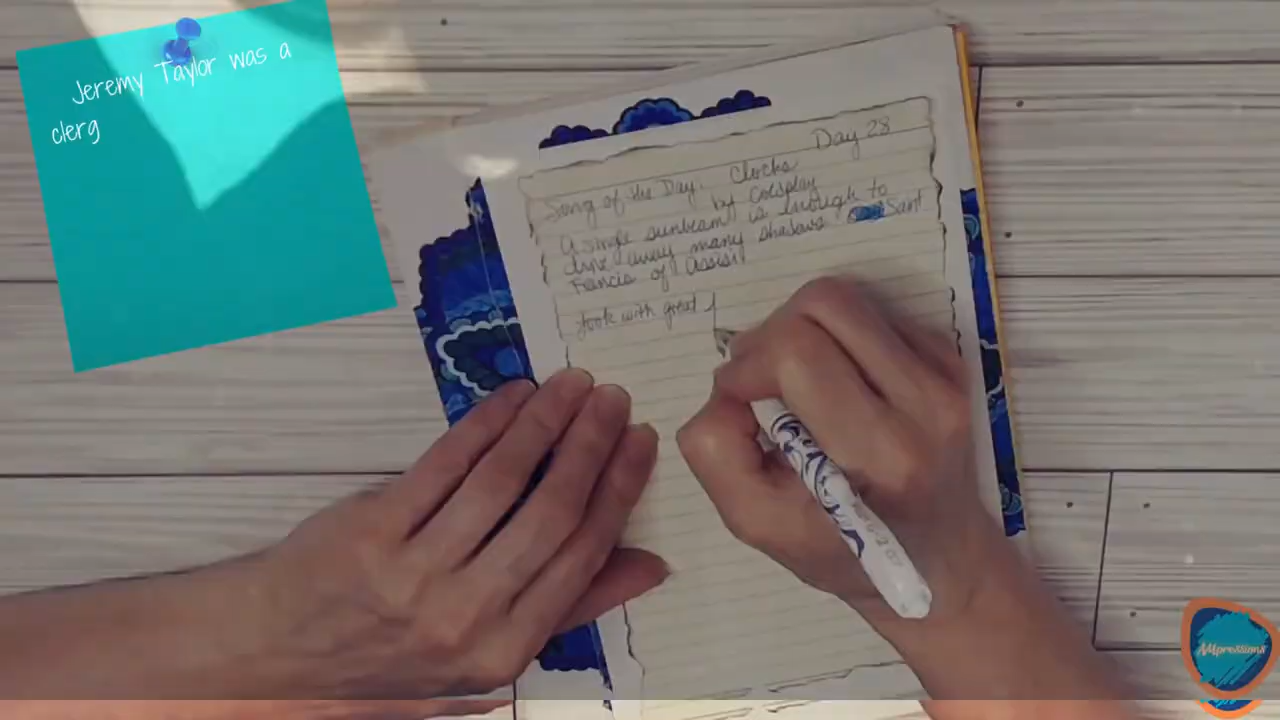 Jeremy Taylor was a
clerg
Day 28
Song of the Day. Clocks
by Coldplay
A single sunbeam is enough to
drive away many shadows Saint
Francis of Assisi
took with great
AMpressions